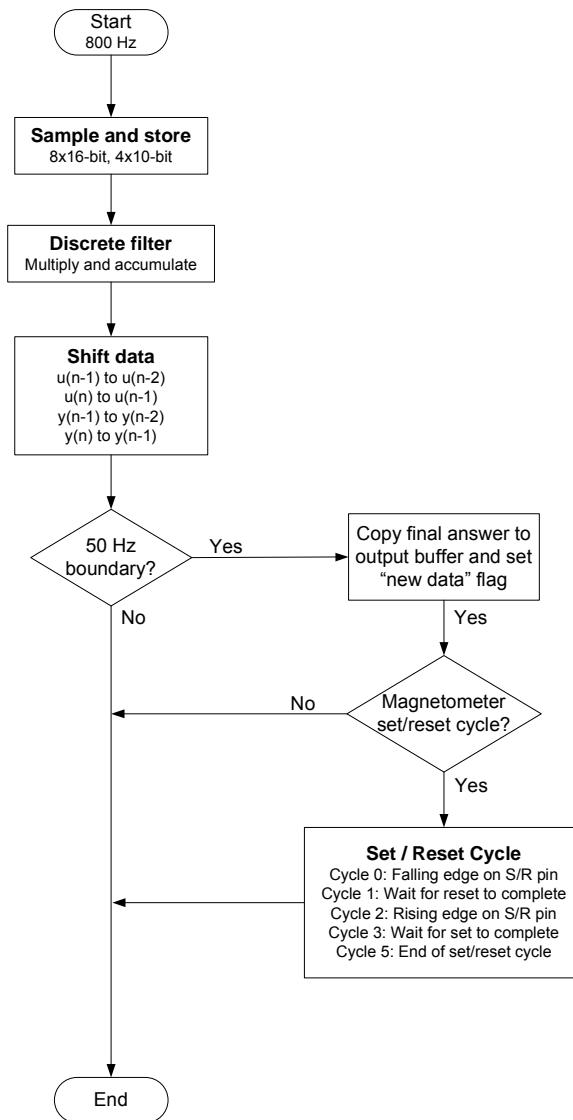 Start
800 Hz
Sample and store
8x16-bit, 4x10-bit
Discrete filter
Multiply and accumulate
Shift data
u(n-1) to u(n-2)
u(n) to u(n-1)
y(n-1) to y(n-2)
y(n) to y(n-1)
50 Hz
boundary?
Yes
No
Copy final answer to
output buffer and set
“new data” flag
Yes
Magnetometer
set/reset cycle?
No
Yes
Set / Reset Cycle
Cycle 0: Falling edge on S/R pin
Cycle 1: Wait for reset to complete
Cycle 2: Rising edge on S/R pin
Cycle 3: Wait for set to complete
Cycle 5: End of set/reset cycle
End